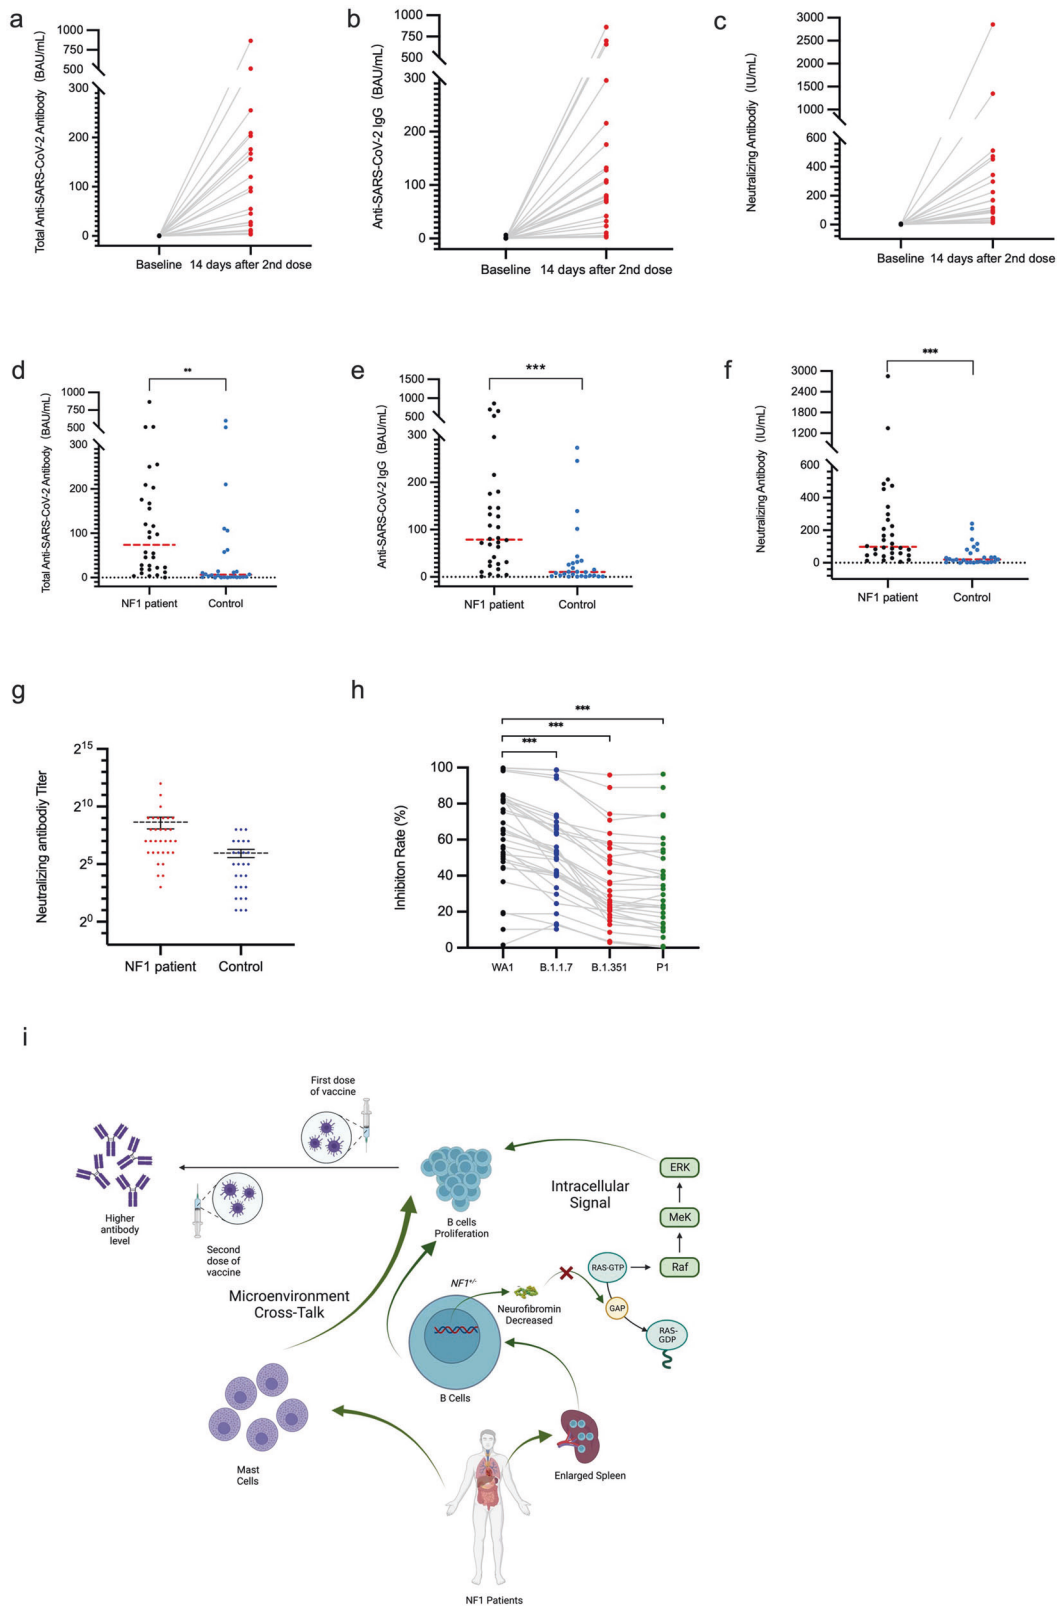 a
Total Anti-SARS-CoV-2 Antibody (BAU/mL)
1000
750
500
300
200
100
0
Baseline
14 days after 2nd dose
b
Anti-SARS-CoV-2 IgG (BAU/mL)
1000
750
500
300
200
100
0
Baseline
14 days after 2nd dose
c
Neutralizing Antibodiy (IU/mL)
3000
2500
2000
1500
1000
600
400
200
0
Baseline
14 days after 2nd dose
d
Total Anti-SARS-CoV-2 Antibody (BAU/mL)
**
1000
750
500
300
200
100
0
NF1 patient
Control
e
Anti-SARS-CoV-2 IgG (BAU/mL)
***
1500
1000
500
300
200
100
0
NF1 patient
Control
f
Neutralizing Antibody (IU/mL)
***
3000
2400
1800
1200
600
400
200
0
NF1 patient
Control
g
Neutralizing antibodiy Titer
2^15
2^10
2^5
2^0
NF1 patient
Control
h
Inhibiton Rate (%)
***
***
***
100
80
60
40
20
0
WA1
B.1.1.7
B.1.351
P1
i
First dose
of vaccine
Higher
antibody
level
Second
dose of
vaccine
B cells
Proliferation
Intracellular
Signal
ERK
MeK
Raf
RAS-GTP
GAP
RAS-
GDP
Microenvironment
Cross-Talk
NF1+/-
Neurofibromin
Decreased
B Cells
Mast
Cells
Enlarged Spleen
NF1 Patients